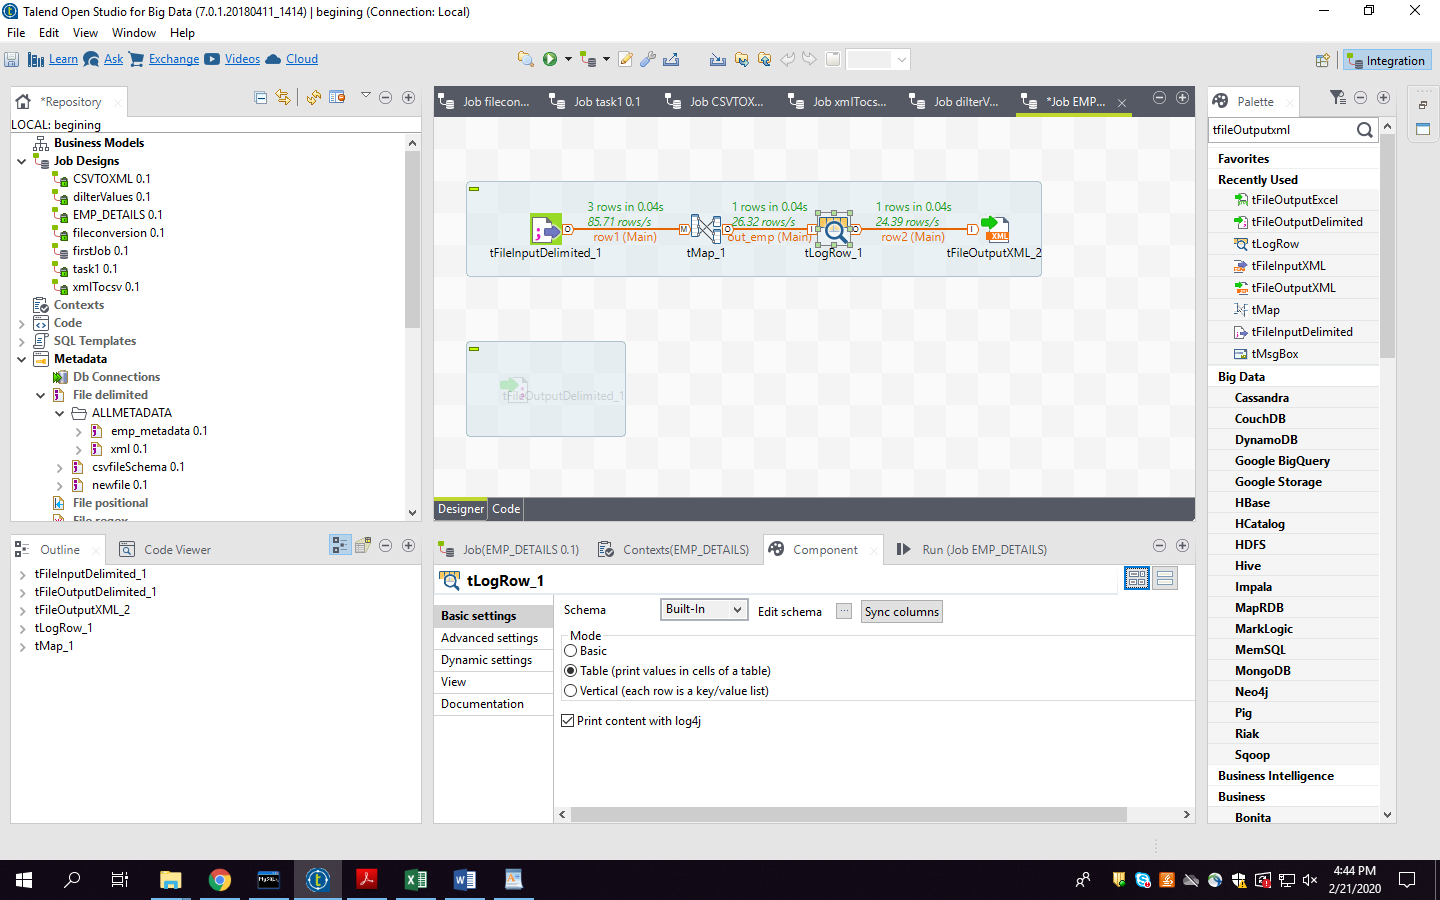 Talend Open Studio for Big Data (7.0.1.20180411_1414) | begining (Connection: Local)
File Edit View Window Help
Learn Ask Exchange Videos Cloud
Integration
*Repository
LOCAL: begining
Business Models
Job Designs
CSVTOXML 0.1
dilterValues 0.1
EMP_DETAILS 0.1
fileconversion 0.1
firstJob 0.1
task1 0.1
xmlTocsv 0.1
Contexts
Code
SQL Templates
Metadata
Db Connections
File delimited
ALLMETADATA
emp_metadata 0.1
xml 0.1
csvfileSchema 0.1
newfile 0.1
File positional
File regex
Job filecon... Job task1 0.1 Job CSVTOX... Job xmlTocs... Job dilterV... *Job EMP...
3 rows in 0.04s
85.71 rows/s
row1 (Main)
1 rows in 0.04s
26.32 rows/s
out_emp (Main)
1 rows in 0.04s
24.39 rows/s
row2 (Main)
tFileInputDelimited_1
tMap_1
tLogRow_1
tFileOutputXML_2
tFileOutputDelimited_1
Designer Code
Palette
tfileOutputxml
Favorites
Recently Used
tFileOutputExcel
tFileOutputDelimited
tLogRow
tFileInputXML
tFileOutputXML
tMap
tFileInputDelimited
tMsgBox
Big Data
Cassandra
CouchDB
DynamoDB
Google BigQuery
Google Storage
HBase
HCatalog
HDFS
Hive
Impala
MapRDB
MarkLogic
MemSQL
MongoDB
Neo4j
Pig
Riak
Sqoop
Business Intelligence
Business
Bonita
Outline Code Viewer
tFileInputDelimited_1
tFileOutputDelimited_1
tFileOutputXML_2
tLogRow_1
tMap_1
Job(EMP_DETAILS 0.1) Contexts(EMP_DETAILS) Component Run (Job EMP_DETAILS)
tLogRow_1
Basic settings
Advanced settings
Dynamic settings
View
Documentation
Schema Built-In Edit schema ... Sync columns
Mode
Basic
Table (print values in cells of a table)
Vertical (each row is a key/value list)
Print content with log4j
4:44 PM
2/21/2020